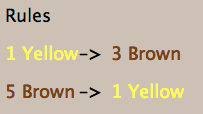 Rules
1 Yellow-> 3 Brown
5 Brown -> 1 Yellow